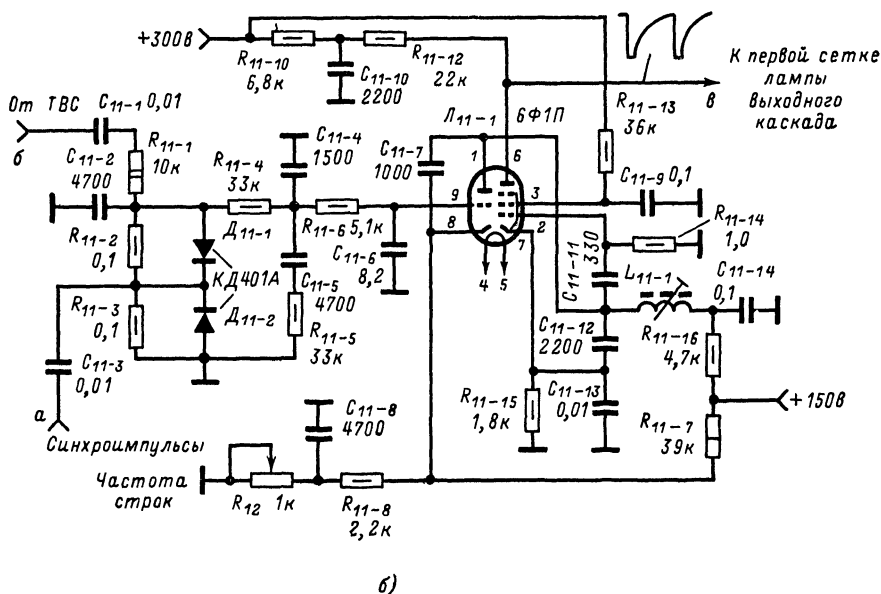 +300в
R11-10
6,8к
C11-10
2200
R11-12
22к
К первой сетке
лампы
выходного
каскада
в
От ТВС
б
C11-1 0,01
R11-1
10к
C11-2
4700
R11-4
33к
C11-4
1500
C11-7
1000
Л11-1
6Ф1П
R11-13
36к
1
6
9
8
3
2
7
4
5
C11-9 0,1
R11-14
1,0
R11-2
0,1
Д11-1
КД401А
Д11-2
R11-6 5,1к
C11-6
8,2
C11-5
4700
R11-5
33к
C11-11
330
L11-1
C11-14
0,1
R11-3
0,1
C11-3
0,01
C11-12
2200
R11-16
4,7к
а
Синхроимпульсы
C11-8
4700
R11-15
1,8к
C11-13
0,01
+150в
R11-7
39к
Частота
строк
R12
1к
R11-8
2,2к
б)